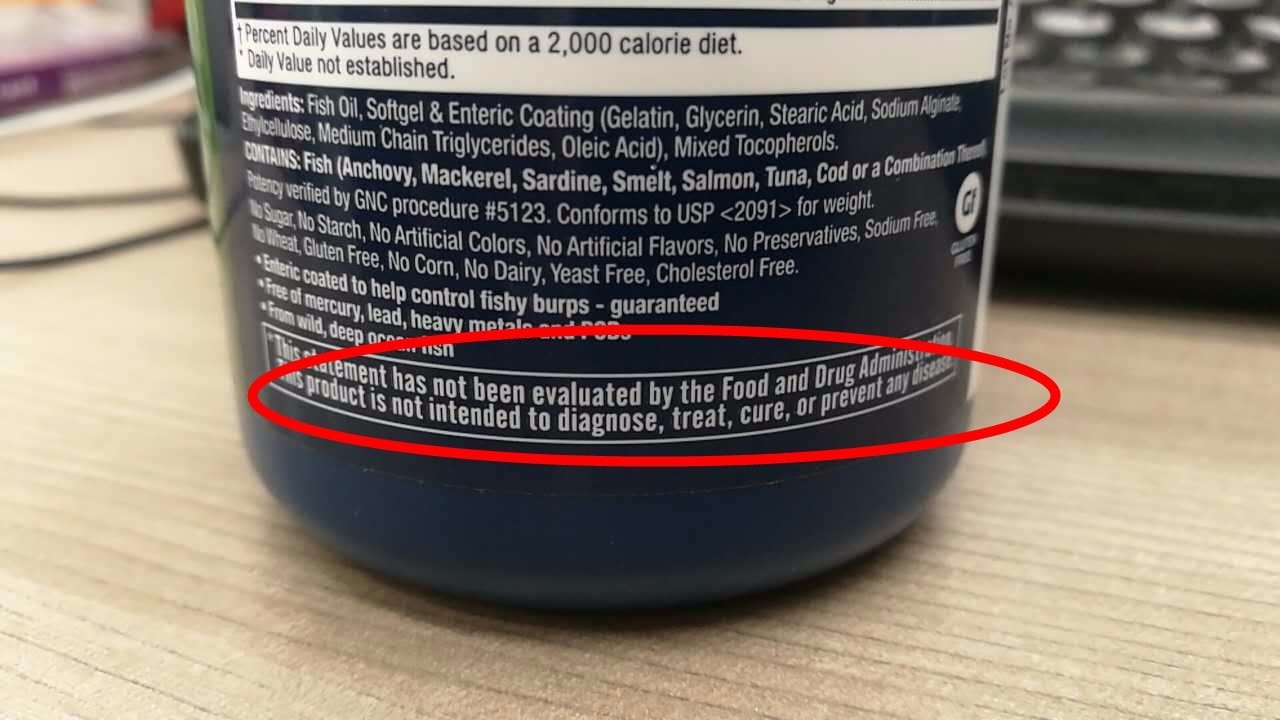 † Percent Daily Values are based on a 2,000 calorie diet.
* Daily Value not established.
Ingredients: Fish Oil, Softgel & Enteric Coating (Gelatin, Glycerin, Stearic Acid, Sodium Alginate,
Ethylcellulose, Medium Chain Triglycerides, Oleic Acid), Mixed Tocopherols.
CONTAINS: Fish (Anchovy, Mackerel, Sardine, Smelt, Salmon, Tuna, Cod or a Combination Thereof)
Potency verified by GNC procedure #5123. Conforms to USP <2091> for weight.
No Sugar, No Starch, No Artificial Colors, No Artificial Flavors, No Preservatives, Sodium Free,
No Wheat, Gluten Free, No Corn, No Dairy, Yeast Free, Cholesterol Free.
Gf
GLUTEN
FREE
• Enteric coated to help control fishy burps - guaranteed
• Free of mercury, lead, heavy metals and PCBs
• From wild, deep ocean fish
*This statement has not been evaluated by the Food and Drug Administration.
This product is not intended to diagnose, treat, cure, or prevent any disease.